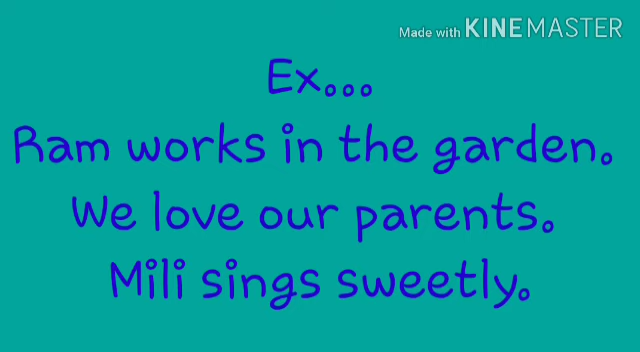 Made with KINEMASTER
Ex...
Ram works in the garden.
We love our parents.
Mili sings sweetly.